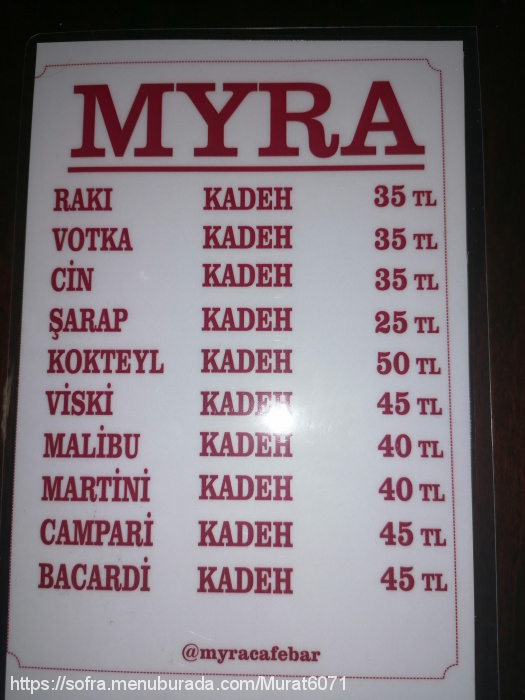 MYRA
RAKI KADEH 35 TL
VOTKA KADEH 35 TL
CİN KADEH 35 TL
ŞARAP KADEH 25 TL
KOKTEYL KADEH 50 TL
VİSKİ KADEH 45 TL
MALİBU KADEH 40 TL
MARTİNİ KADEH 40 TL
CAMPARİ KADEH 45 TL
BACARDİ KADEH 45 TL
@myracafebar
https://sofra.menuburada.com/Murat6071